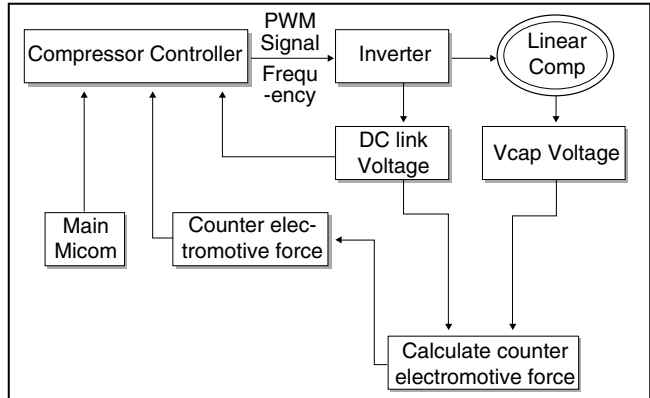 PWM
Signal
Compressor Controller
Frequ
-ency
Inverter
Linear
Comp
DC link
Voltage
Vcap Voltage
Main
Micom
Counter elec-
tromotive force
Calculate counter
electromotive force